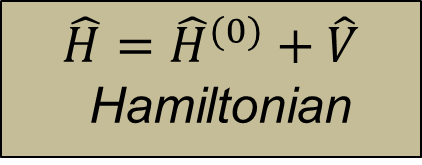 Ĥ = Ĥ⁽⁰⁾ + V̂
Hamiltonian